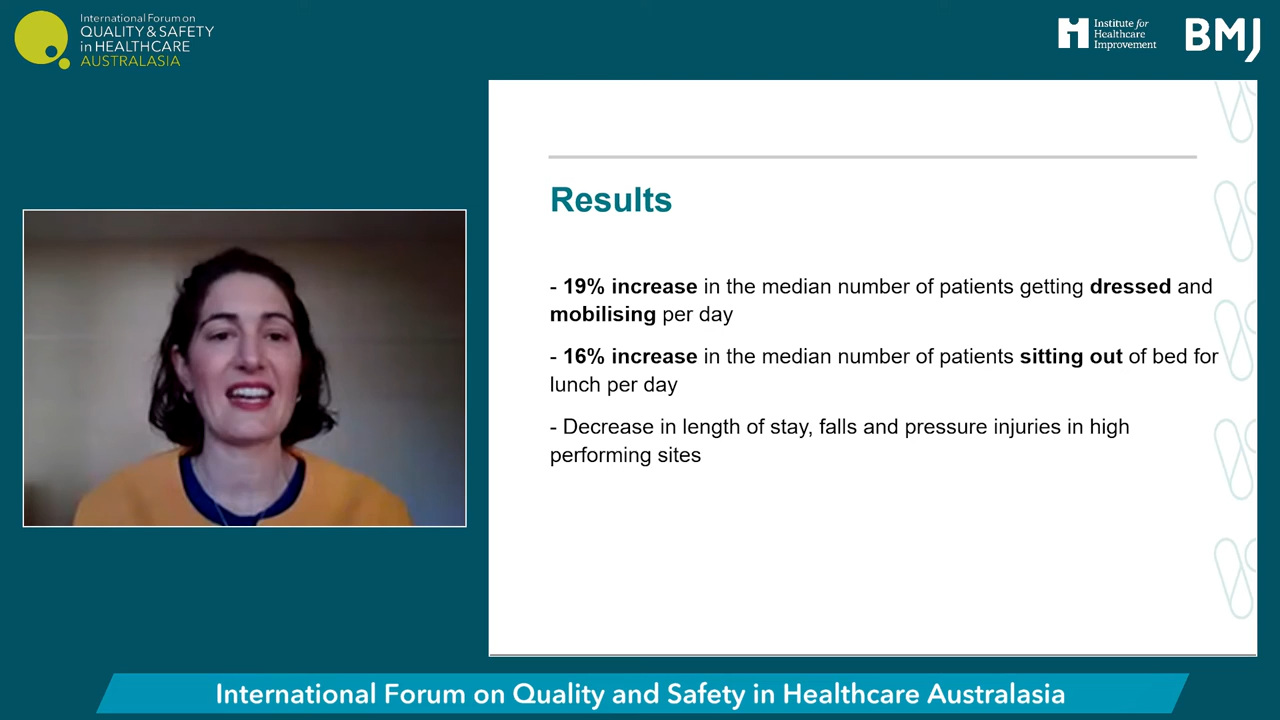 International Forum on
QUALITY & SAFETY
in HEALTHCARE
AUSTRALASIA
Institute for
Healthcare
Improvement
BMJ
Results
- 19% increase in the median number of patients getting dressed and
mobilising per day
- 16% increase in the median number of patients sitting out of bed for
lunch per day
- Decrease in length of stay, falls and pressure injuries in high
performing sites
International Forum on Quality and Safety in Healthcare Australasia